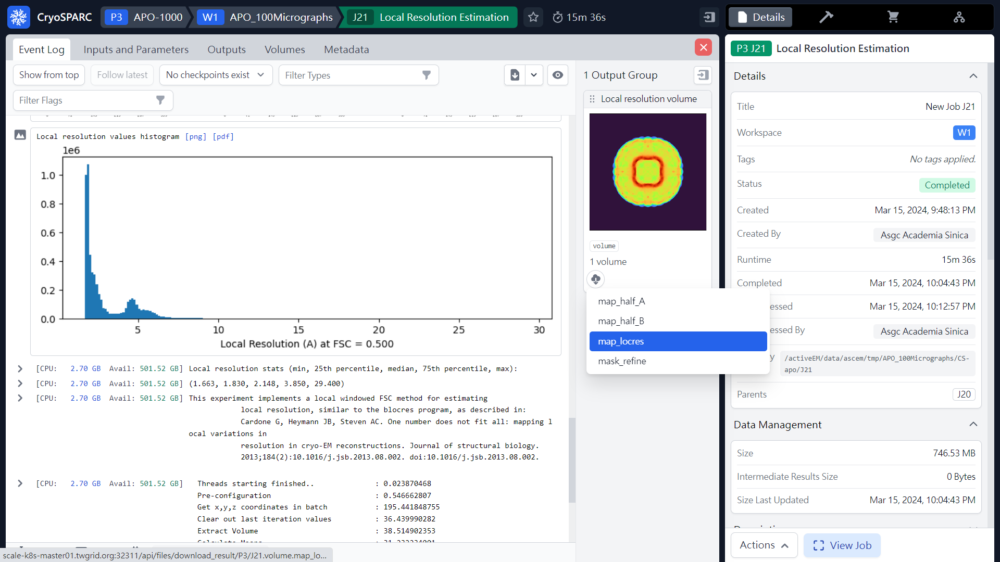 CryoSPARC P3 APO-1000 W1 APO_100Micrographs J21 Local Resolution Estimation 15m 36s Details
Event Log Inputs and Parameters Outputs Volumes Metadata
Show from top Follow latest No checkpoints exist Filter Types
Filter Flags
Local resolution values histogram [png] [pdf]
1e6
1.0
0.8
0.6
0.4
0.2
0.0
5 10 15 20 25 30
Local Resolution (A) at FSC = 0.500
[CPU: 2.70 GB Avail: 501.52 GB] Local resolution stats (min, 25th percentile, median, 75th percentile, max):
[CPU: 2.70 GB Avail: 501.52 GB] (1.663, 1.830, 2.148, 3.850, 29.400)
[CPU: 2.70 GB Avail: 501.52 GB] This experiment implements a local windowed FSC method for estimating
local resolution, similar to the blocres program, as described in:
Cardone G, Heymann JB, Steven AC. One number does not fit all: mapping l
ocal variations in
resolution in cryo-EM reconstructions. Journal of structural biology.
2013;184(2):10.1016/j.jsb.2013.08.002. doi:10.1016/j.jsb.2013.08.002.
[CPU: 2.70 GB Avail: 501.52 GB] Threads starting finished.. : 0.023870468
Pre-configuration : 0.546662807
Get x,y,z coordinates in batch : 195.441848755
Clear out last iteration values : 36.439990282
Extract Volume : 38.514902353
scale-k8s-master01.twgrid.org:32311/api/files/download_result/P3/J21.volume.map_lo...
1 Output Group
Local resolution volume
volume
1 volume
map_half_A
map_half_B
map_locres
mask_refine
P3 J21 Local Resolution Estimation
Details
Title New Job J21
Workspace W1
Tags No tags applied.
Status Completed
Created Mar 15, 2024, 9:48:13 PM
Created By Asgc Academia Sinica
Runtime 15m 36s
Completed Mar 15, 2024, 10:04:43 PM
essed Mar 15, 2024, 10:12:57 PM
essed By Asgc Academia Sinica
y /activeEM/data/ascem/tmp/APO_100Micrographs/CS-
apo/J21
Parents J20
Data Management
Size 746.53 MB
Intermediate Results Size 0 Bytes
Size Last Updated Mar 15, 2024, 10:04:43 PM
Actions View Job